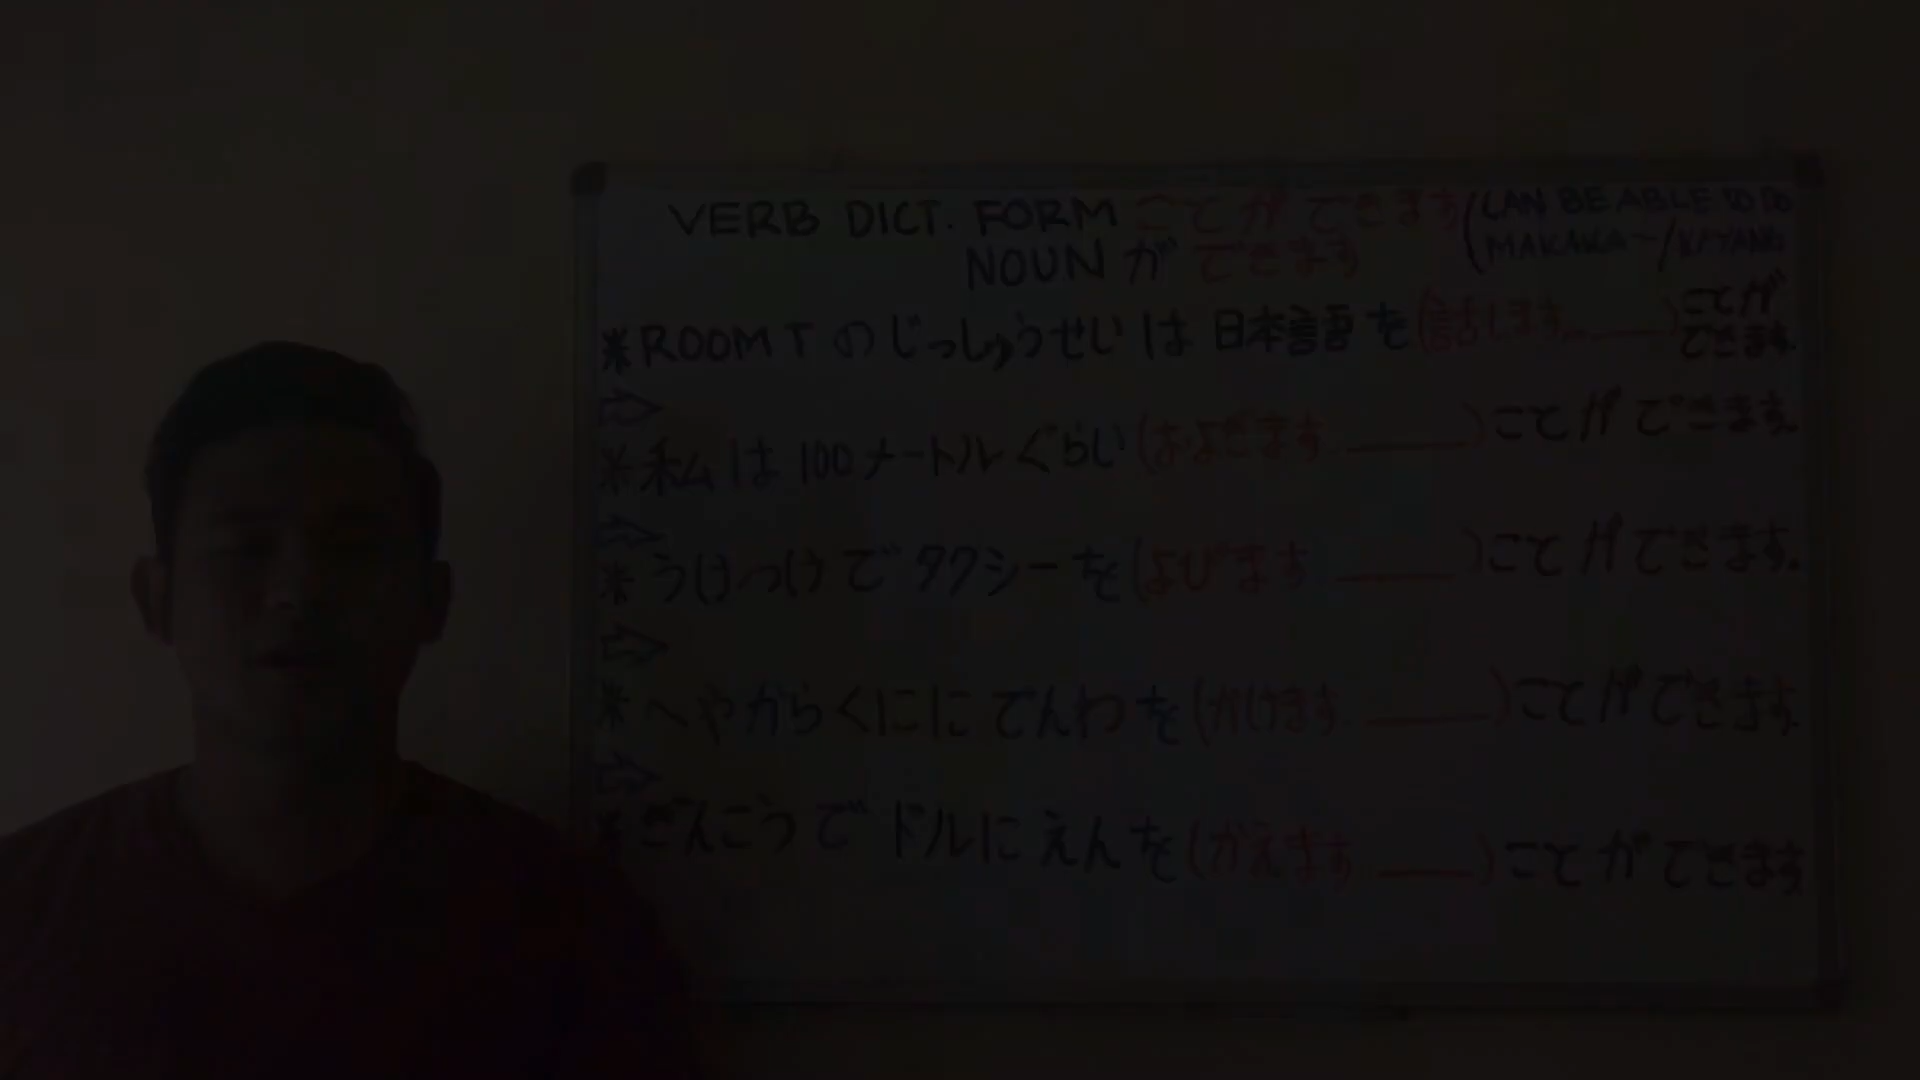 VERB DICT. FORM ことができます (CAN BE ABLE TO DO
NOUN が できます (MAKAKA~/KAYANG
※ROOM T のじっしゅうせいは 日本語を(話します ____)ことができます.
⇨
※私は100メートルぐらい(およぎます ____)ことができます.
⇨
※うけつけでタクシーを(よびます ____)ことができます.
⇨
※へやからくにに でんわを(かけます ____)ことができます.
⇨
※ぎんこうで ドルに えんを(かえます ____)ことができます